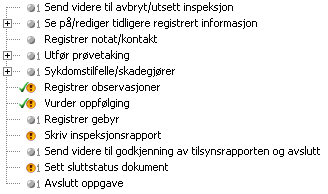 1 Send videre til avbryt/utsett inspeksjon
1 Se på/rediger tidligere registrert informasjon
Registrer notat/kontakt
1 Utfør prøvetaking
1 Sykdomstilfelle/skadegjører
Registrer observasjoner
Vurder oppfølging
1 Registrer gebyr
Skriv inspeksjonsrapport
1 Send videre til godkjenning av tilsynsrapporten og avslutt
1 Sett sluttstatus dokument
1 Avslutt oppgave